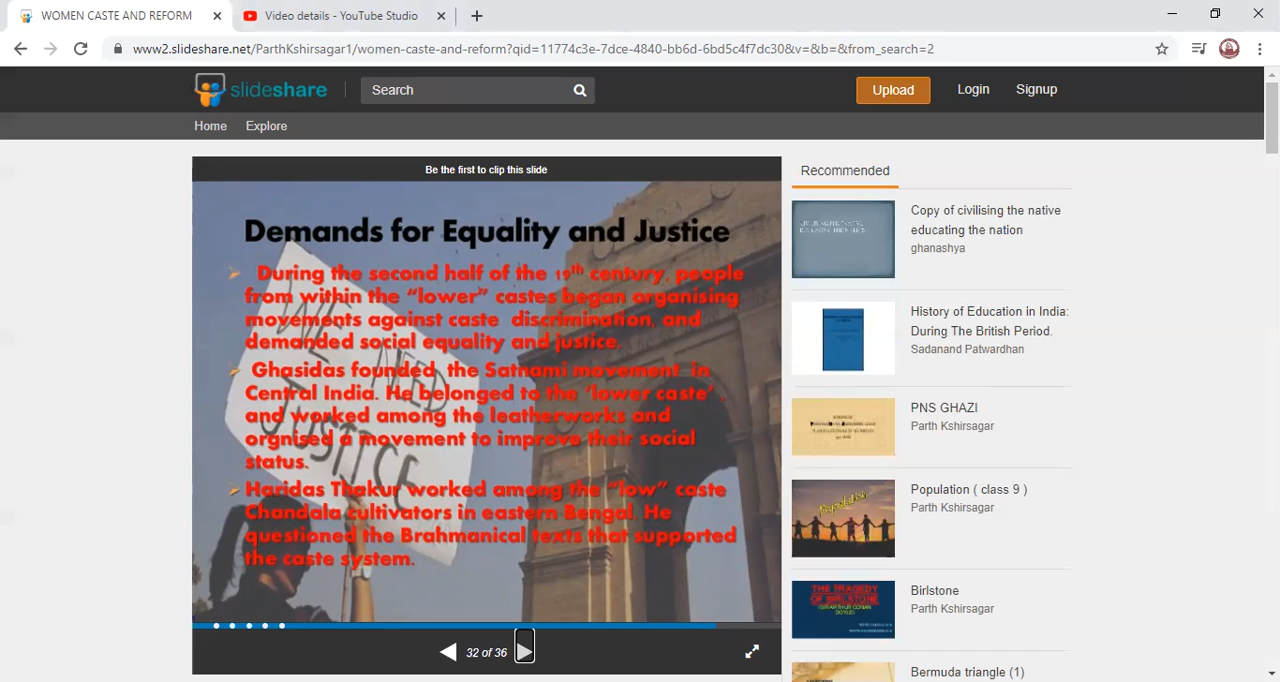 WOMEN CASTE AND REFORM
Video details - YouTube Studio
www2.slideshare.net/ParthKshirsagar1/women-caste-and-reform?qid=11774c3e-7dce-4840-bb6d-6bd5c4f7dc30&v=&b=&from_search=2
slideshare
Search
Upload
Login
Signup
Home
Explore
Be the first to clip this slide
Demands for Equality and Justice
During the second half of the 19th century, people
from within the "lower" castes began organising
movements against caste discrimination, and
demanded social equality and justice.
Ghasidas founded the Satnami movement in
Central India. He belonged to the 'lower caste' ,
and worked among the leatherworks and
orgnised a movement to improve their social
status.
Haridas Thakur worked among the "low" caste
Chandala cultivators in eastern Bengal. He
questioned the Brahmanical texts that supported
the caste system.
WE NEED
JUSTICE
32 of 36
Recommended
Copy of civilising the native
educating the nation
ghanashya
History of Education in India:
During The British Period.
Sadanand Patwardhan
PNS GHAZI
Parth Kshirsagar
Population
Population ( class 9 )
Parth Kshirsagar
THE TRAGEDY
OF BIRLSTONE
Birlstone
Parth Kshirsagar
Bermuda triangle (1)